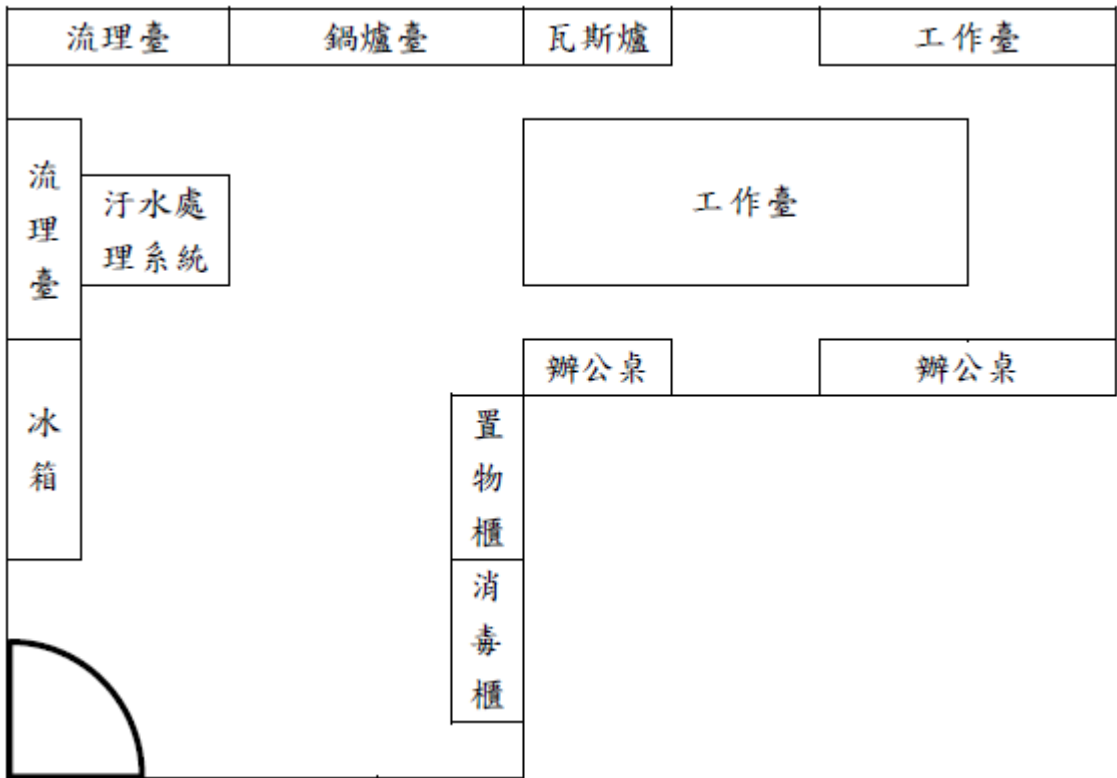 流理臺
鍋爐臺
瓦斯爐
工作臺
流理臺
汙水處
理系統
工作臺
冰箱
辦公桌
辦公桌
置物櫃
消毒櫃